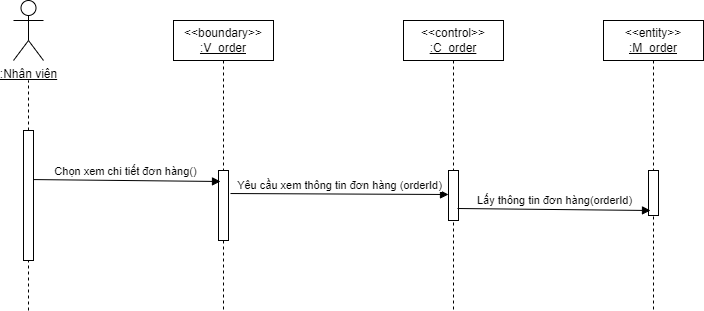 <<boundary>>
:V_order
<<control>>
:C_order
<<entity>>
:M_order
:Nhân viên
Chọn xem chi tiết đơn hàng()
Yêu cầu xem thông tin đơn hàng (orderId)
Lấy thông tin đơn hàng(orderId)